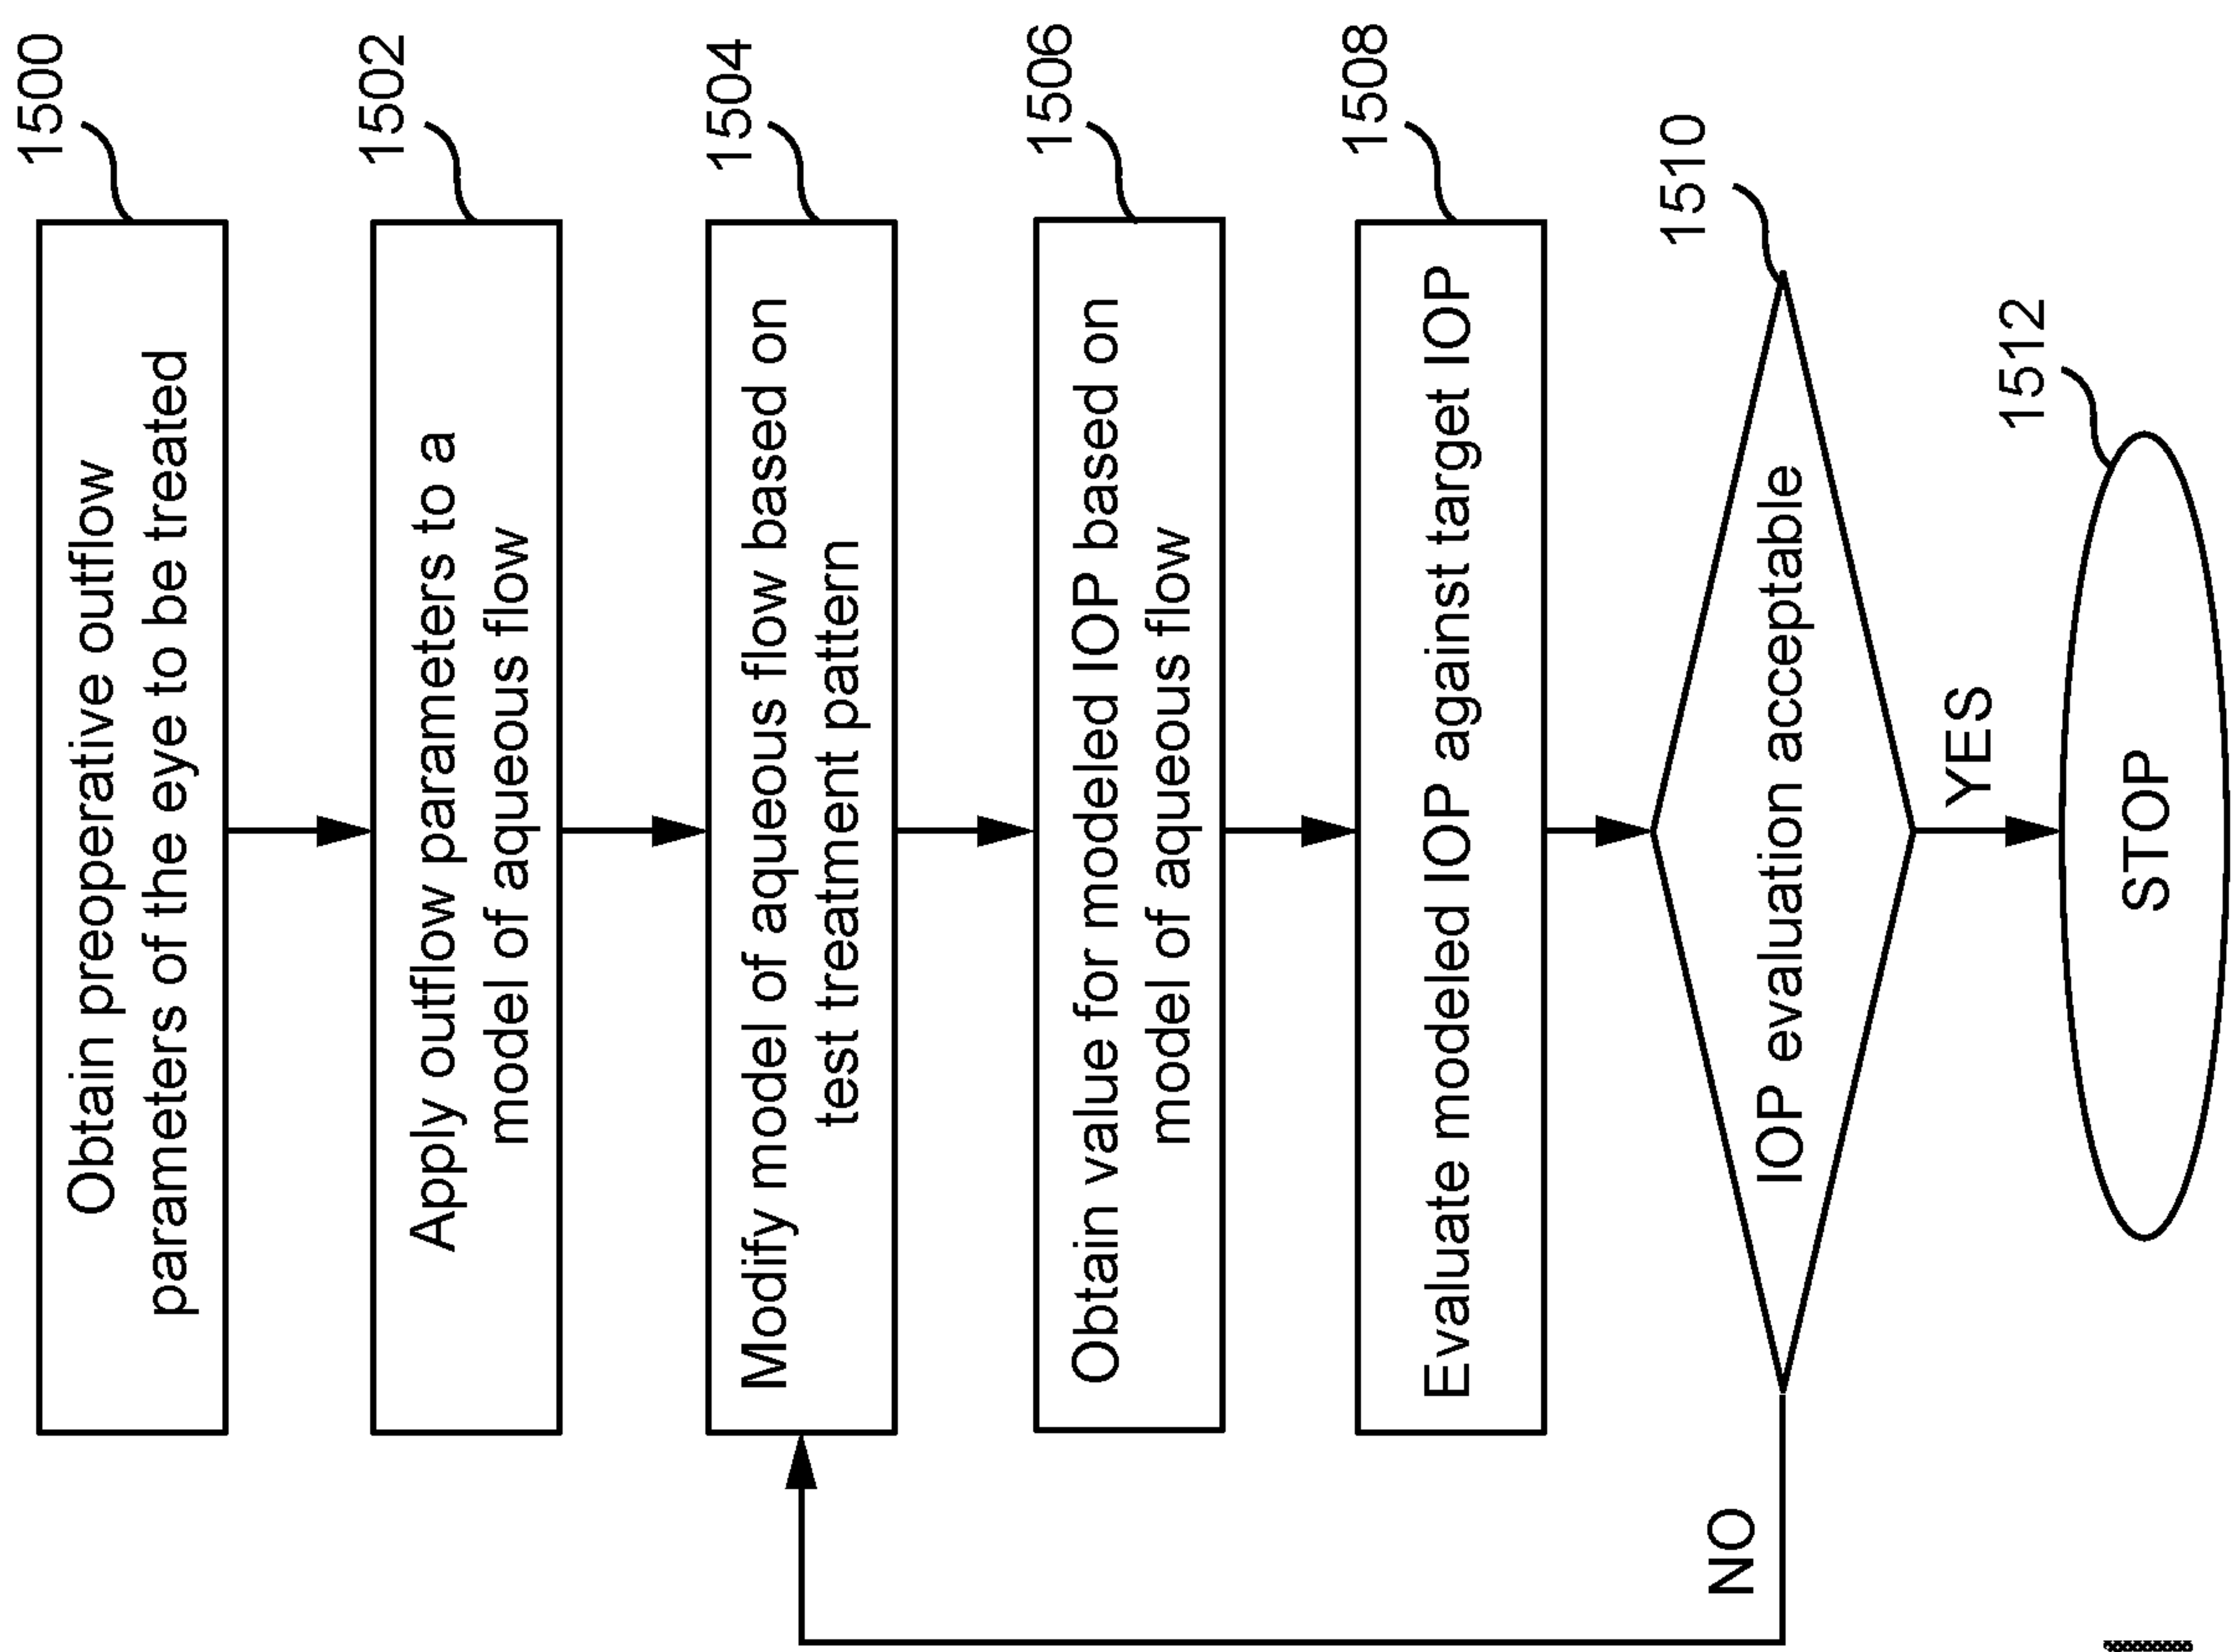 1500
Obtain preoperative outflow
parameters of the eye to be treated
1502
Apply outflow parameters to a
model of aqueous flow
1504
Modify model of aqueous flow based on
test treatment pattern
1506
Obtain value for modeled IOP based on
model of aqueous flow
1508
Evaluate modeled IOP against target IOP
1510
IOP evaluation acceptable
NO
YES
1512
STOP